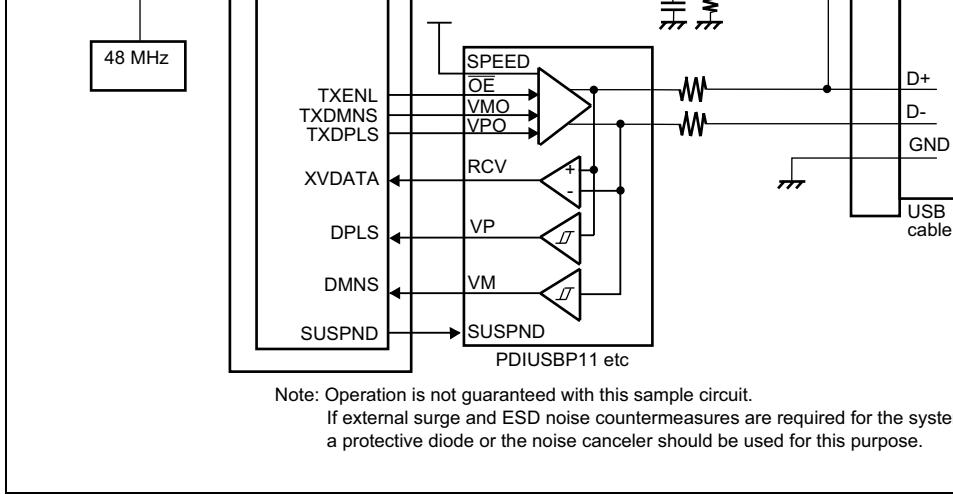 48 MHz
SPEED
TXENL
OE
TXDMNS
VMO
TXDPLS
VPO
D+
D-
GND
XVDATA
RCV
+
-
USB
cable
DPLS
VP
DMNS
VM
SUSPND
SUSPND
PDIUSBP11 etc
Note: Operation is not guaranteed with this sample circuit.
If external surge and ESD noise countermeasures are required for the syste
a protective diode or the noise canceler should be used for this purpose.